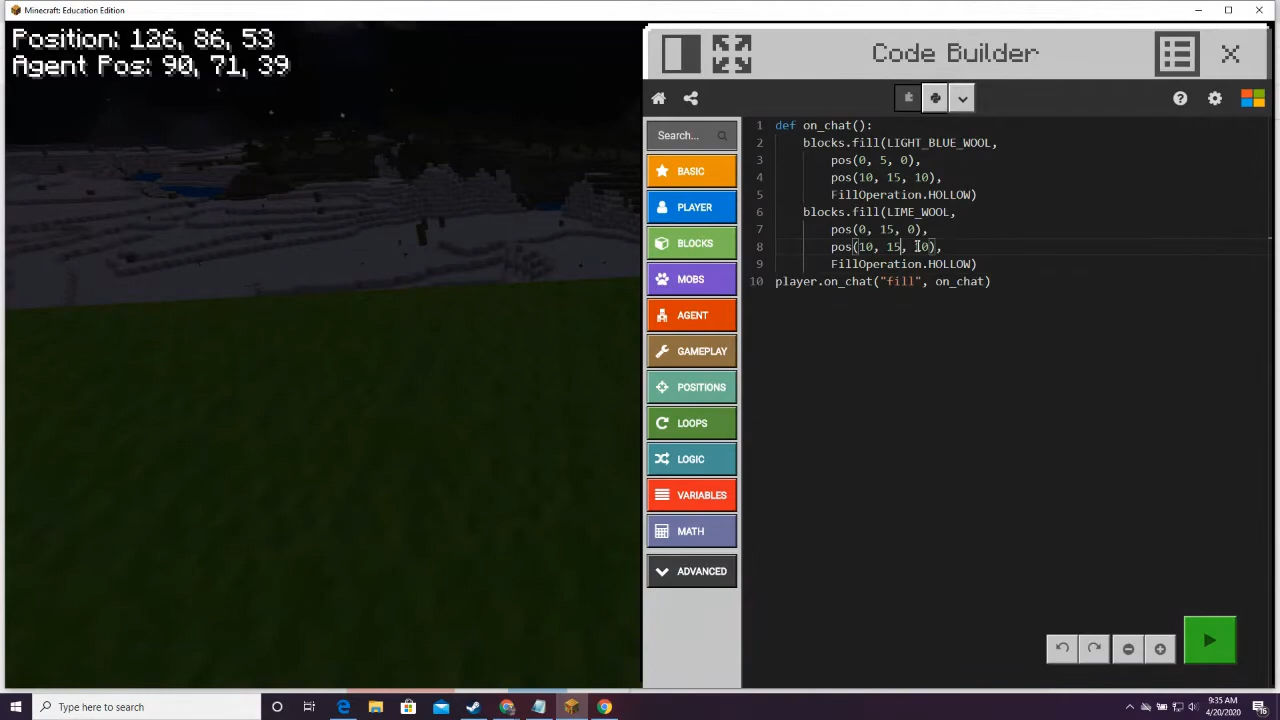 Minecraft: Education Edition
Position: 126, 86, 53
Agent Pos: 90, 71, 39
Code Builder
Search...
BASIC
PLAYER
BLOCKS
MOBS
AGENT
GAMEPLAY
POSITIONS
LOOPS
LOGIC
VARIABLES
MATH
ADVANCED
1 def on_chat():
2 blocks.fill(LIGHT_BLUE_WOOL,
3 pos(0, 5, 0),
4 pos(10, 15, 10),
5 FillOperation.HOLLOW)
6 blocks.fill(LIME_WOOL,
7 pos(0, 15, 0),
8 pos(10, 15, 10),
9 FillOperation.HOLLOW)
10 player.on_chat("fill", on_chat)
Type here to search
9:35 AM
4/20/2020